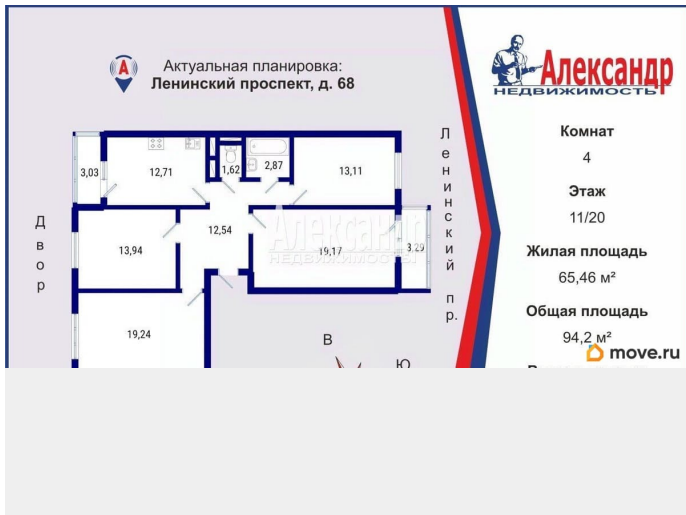 Актуальная планировка:
Ленинский проспект, д. 68
Александр
НЕДВИЖИМОСТЬ
Комнат
4
Этаж
11/20
Жилая площадь
65,46 м²
Общая площадь
94,2 м²
move.ru
Двор
3,03
12,71
1,62
2,87
13,11
Ленинский пр.
13,94
12,54
19,17
3,29
Александр
НЕДВИЖИМОСТЬ
19,24
В
Ю